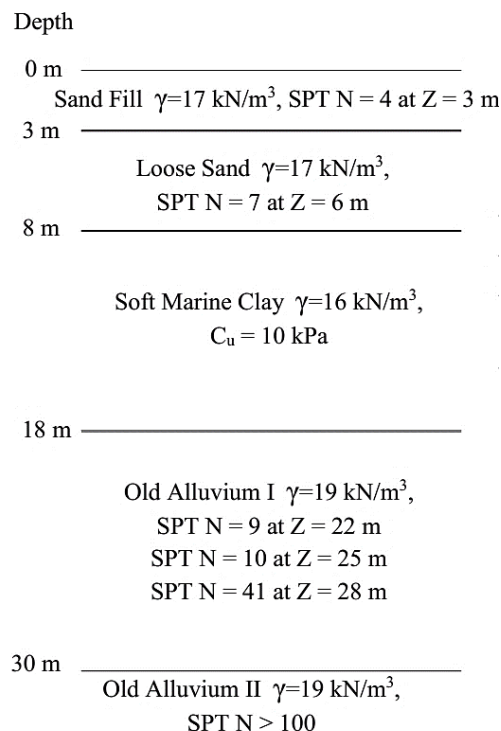 Depth
0 m
Sand Fill γ=17 kN/m³, SPT N = 4 at Z = 3 m
3 m
Loose Sand γ=17 kN/m³,
SPT N = 7 at Z = 6 m
8 m
Soft Marine Clay γ=16 kN/m³,
Cᵤ = 10 kPa
18 m
Old Alluvium I γ=19 kN/m³,
SPT N = 9 at Z = 22 m
SPT N = 10 at Z = 25 m
SPT N = 41 at Z = 28 m
30 m
Old Alluvium II γ=19 kN/m³,
SPT N > 100